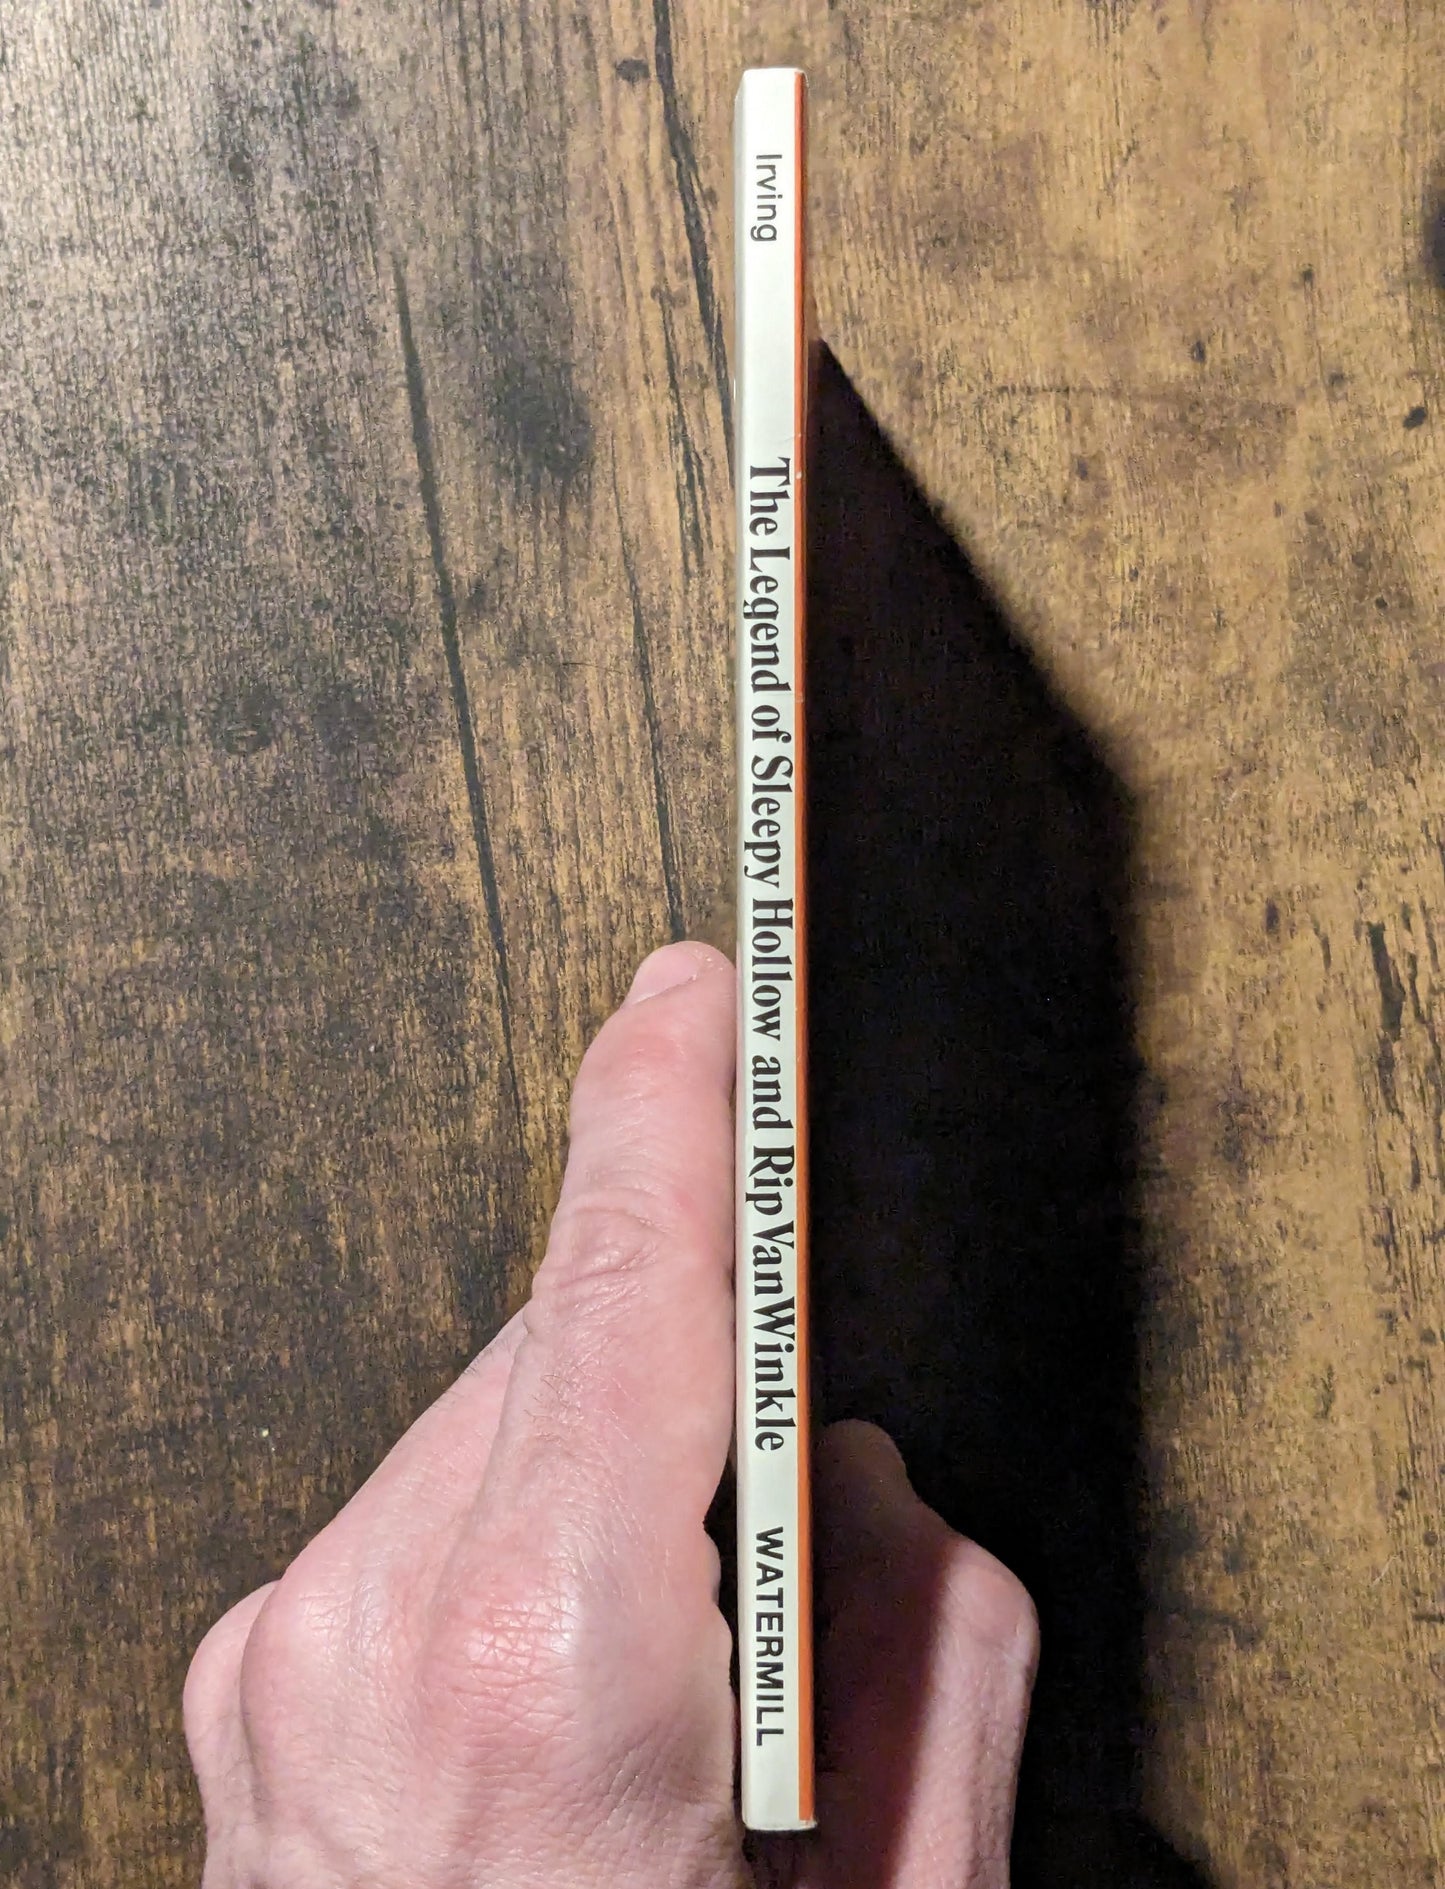 Irving
The Legend of Sleepy Hollow and Rip Van Winkle
WATERMILL